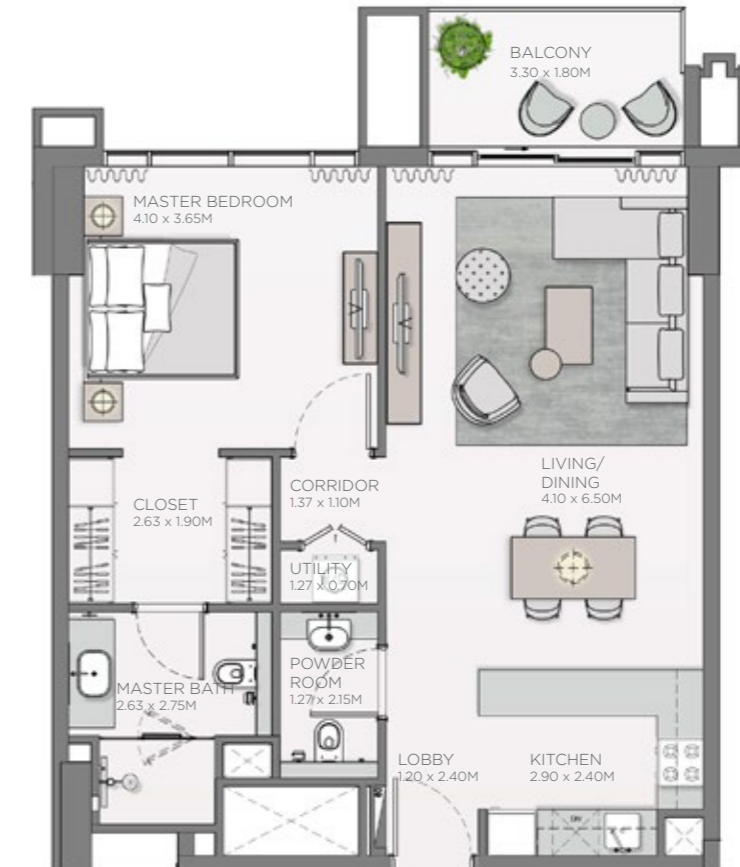 BALCONY
3.30 x 1.80M
MASTER BEDROOM
4.10 x 3.65M
LIVING/
DINING
4.10 x 6.50M
CORRIDOR
1.37 x 1.10M
CLOSET
2.63 x 1.90M
UTILITY
1.27 x 0.70M
POWDER
ROOM
1.27 x 2.15M
MASTER BATH
2.63 x 2.75M
LOBBY
1.20 x 2.40M
KITCHEN
2.90 x 2.40M